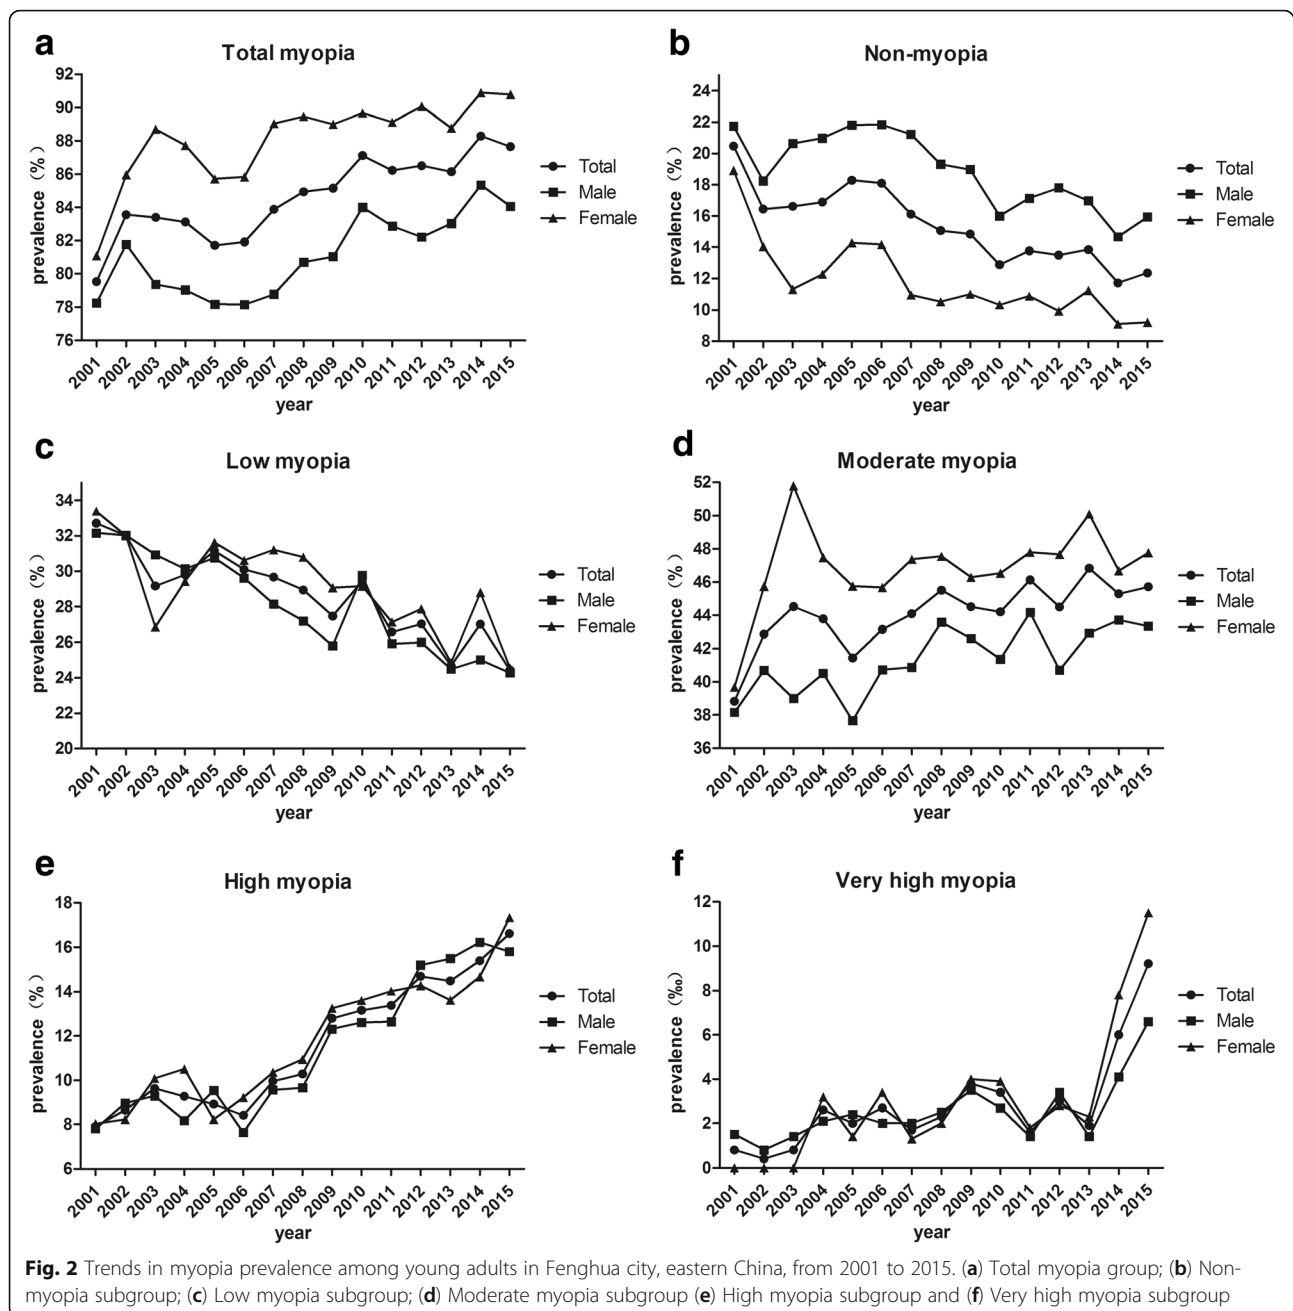 a
Total myopia
92
90
88
86
84
82
80
78
76
prevalence (%)
2001 2002 2003 2004 2005 2006 2007 2008 2009 2010 2011 2012 2013 2014 2015
year
Total
Male
Female
b
Non-myopia
24
22
20
18
16
14
12
10
8
prevalence (%)
2001 2002 2003 2004 2005 2006 2007 2008 2009 2010 2011 2012 2013 2014 2015
year
Total
Male
Female
c
Low myopia
34
32
30
28
26
24
22
20
prevalence (%)
2001 2002 2003 2004 2005 2006 2007 2008 2009 2010 2011 2012 2013 2014 2015
year
Total
Male
Female
d
Moderate myopia
52
50
48
46
44
42
40
38
36
prevalence (%)
2001 2002 2003 2004 2005 2006 2007 2008 2009 2010 2011 2012 2013 2014 2015
year
Total
Male
Female
e
High myopia
18
16
14
12
10
8
6
prevalence (%)
2001 2002 2003 2004 2005 2006 2007 2008 2009 2010 2011 2012 2013 2014 2015
year
Total
Male
Female
f
Very high myopia
12
10
8
6
4
2
0
prevalence (‰)
2001 2002 2003 2004 2005 2006 2007 2008 2009 2010 2011 2012 2013 2014 2015
year
Total
Male
Female
Fig. 2 Trends in myopia prevalence among young adults in Fenghua city, eastern China, from 2001 to 2015. (a) Total myopia group; (b) Non-
myopia subgroup; (c) Low myopia subgroup; (d) Moderate myopia subgroup (e) High myopia subgroup and (f) Very high myopia subgroup